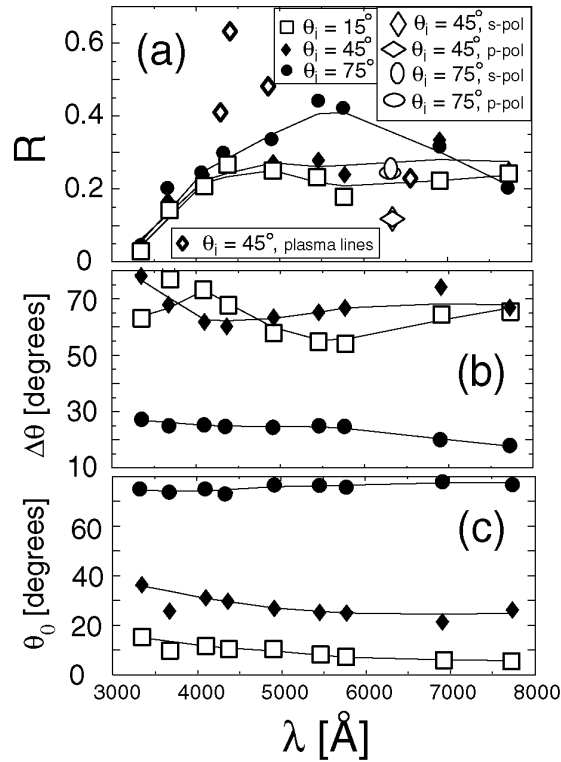 0.6
0.4
0.2
0
R
(a)
θi = 15°
θi = 45°
θi = 75°
θi = 45°, s-pol
θi = 45°, p-pol
θi = 75°, s-pol
θi = 75°, p-pol
θi = 45°, plasma lines
70
50
30
10
Δθ [degrees]
(b)
60
40
20
0
θ0 [degrees]
(c)
3000 4000 5000 6000 7000 8000
λ [Å]